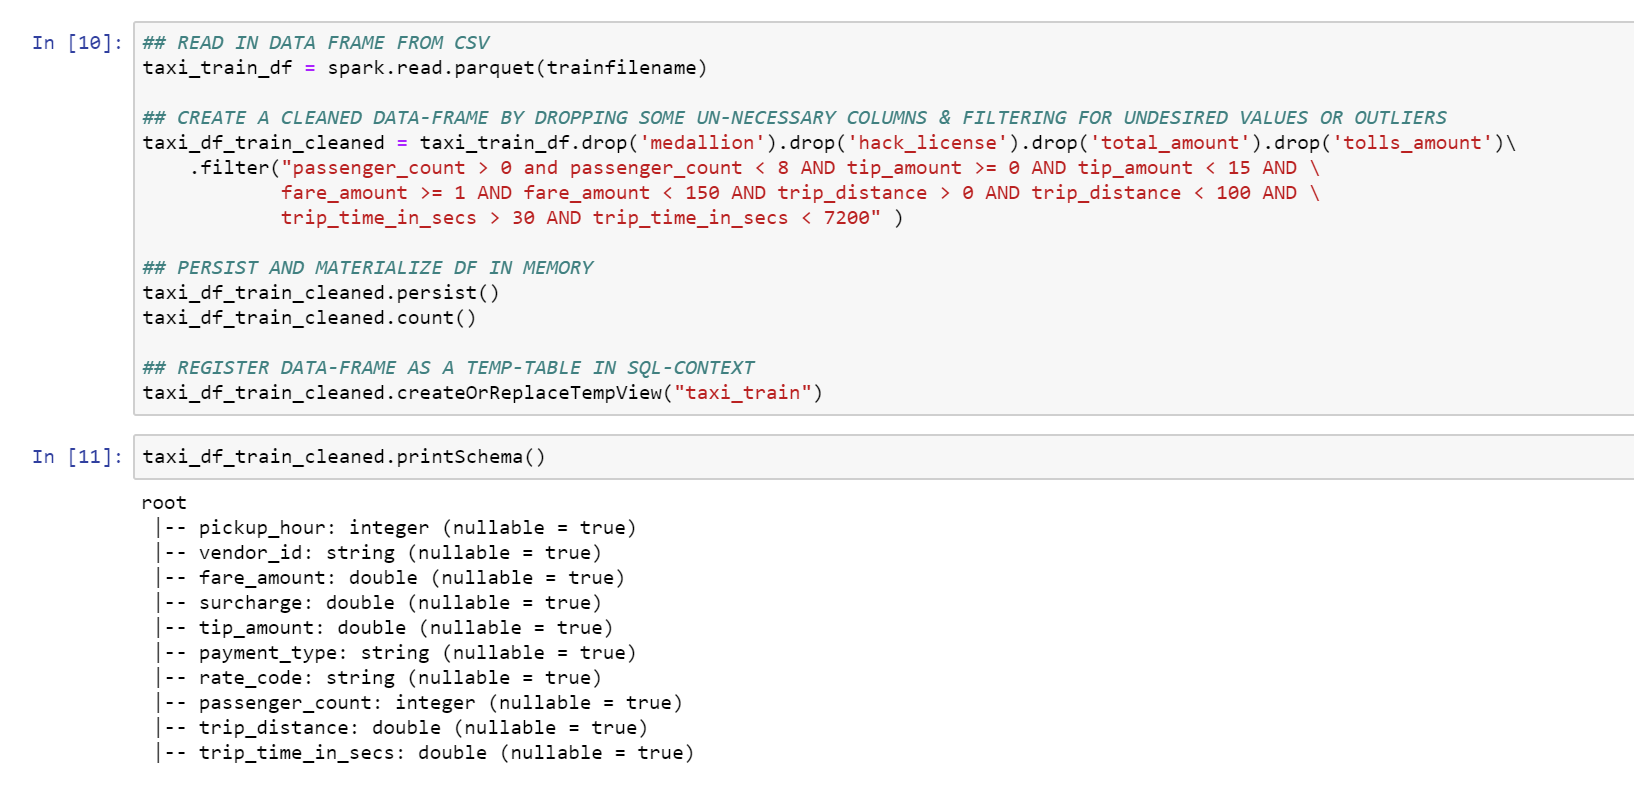 In [10]: ## READ IN DATA FRAME FROM CSV
taxi_train_df = spark.read.parquet(trainfilename)
## CREATE A CLEANED DATA-FRAME BY DROPPING SOME UN-NECESSARY COLUMNS & FILTERING FOR UNDESIRED VALUES OR OUTLIERS
taxi_df_train_cleaned = taxi_train_df.drop('medallion').drop('hack_license').drop('total_amount').drop('tolls_amount')\
.filter("passenger_count > 0 and passenger_count < 8 AND tip_amount >= 0 AND tip_amount < 15 AND \
fare_amount >= 1 AND fare_amount < 150 AND trip_distance > 0 AND trip_distance < 100 AND \
trip_time_in_secs > 30 AND trip_time_in_secs < 7200" )
## PERSIST AND MATERIALIZE DF IN MEMORY
taxi_df_train_cleaned.persist()
taxi_df_train_cleaned.count()
## REGISTER DATA-FRAME AS A TEMP-TABLE IN SQL-CONTEXT
taxi_df_train_cleaned.createOrReplaceTempView("taxi_train")
In [11]: taxi_df_train_cleaned.printSchema()
root
|-- pickup_hour: integer (nullable = true)
|-- vendor_id: string (nullable = true)
|-- fare_amount: double (nullable = true)
|-- surcharge: double (nullable = true)
|-- tip_amount: double (nullable = true)
|-- payment_type: string (nullable = true)
|-- rate_code: string (nullable = true)
|-- passenger_count: integer (nullable = true)
|-- trip_distance: double (nullable = true)
|-- trip_time_in_secs: double (nullable = true)